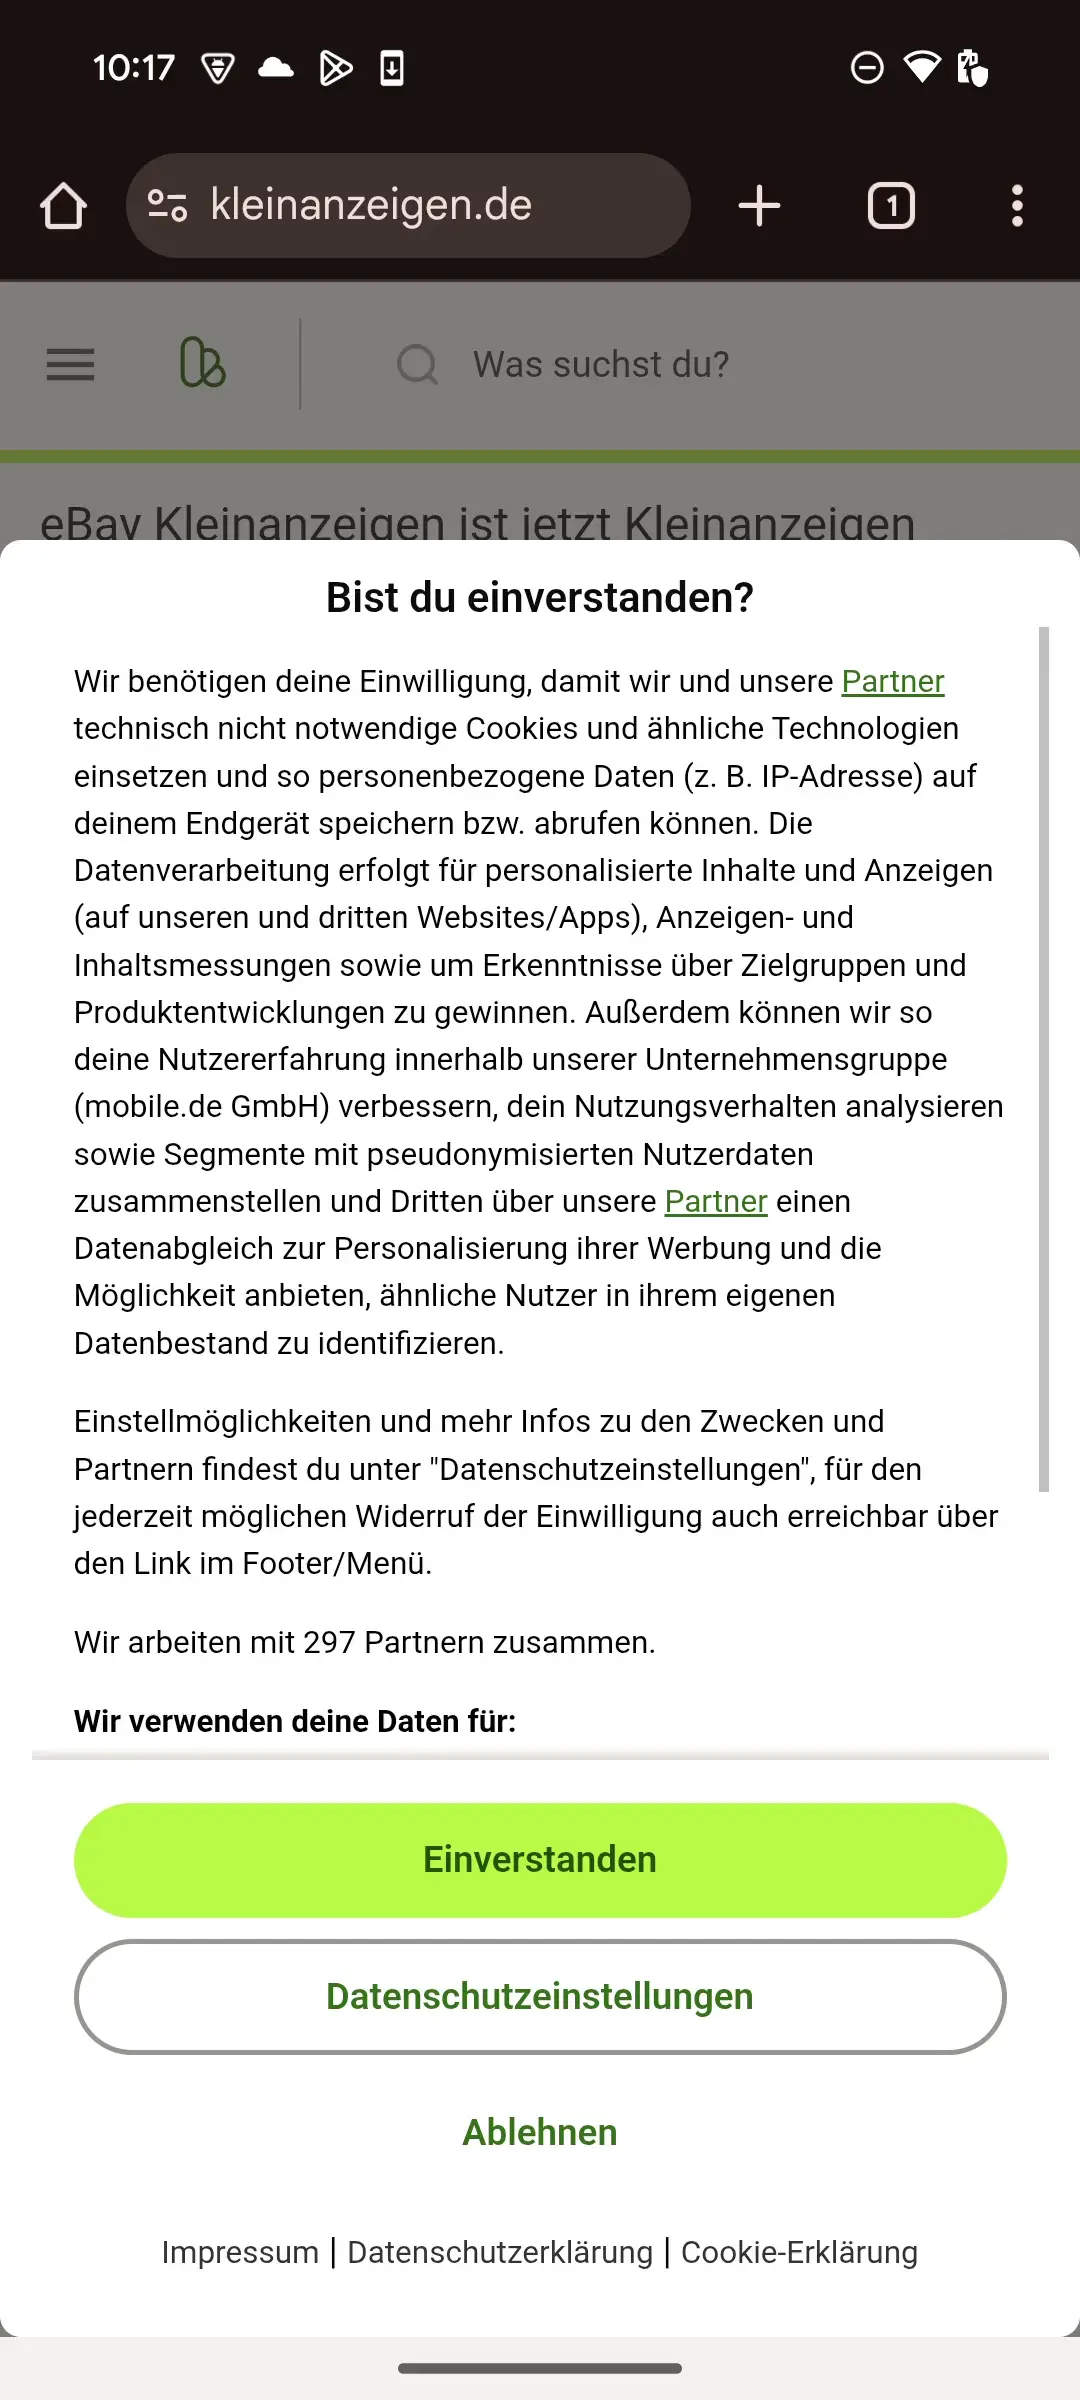 10:17
kleinanzeigen.de
1
Was suchst du?
eBay Kleinanzeigen ist jetzt Kleinanzeigen
Bist du einverstanden?
Wir benötigen deine Einwilligung, damit wir und unsere Partner
technisch nicht notwendige Cookies und ähnliche Technologien
einsetzen und so personenbezogene Daten (z. B. IP-Adresse) auf
deinem Endgerät speichern bzw. abrufen können. Die
Datenverarbeitung erfolgt für personalisierte Inhalte und Anzeigen
(auf unseren und dritten Websites/Apps), Anzeigen- und
Inhaltsmessungen sowie um Erkenntnisse über Zielgruppen und
Produktentwicklungen zu gewinnen. Außerdem können wir so
deine Nutzererfahrung innerhalb unserer Unternehmensgruppe
(mobile.de GmbH) verbessern, dein Nutzungsverhalten analysieren
sowie Segmente mit pseudonymisierten Nutzerdaten
zusammenstellen und Dritten über unsere Partner einen
Datenabgleich zur Personalisierung ihrer Werbung und die
Möglichkeit anbieten, ähnliche Nutzer in ihrem eigenen
Datenbestand zu identifizieren.
Einstellmöglichkeiten und mehr Infos zu den Zwecken und
Partnern findest du unter "Datenschutzeinstellungen", für den
jederzeit möglichen Widerruf der Einwilligung auch erreichbar über
den Link im Footer/Menü.
Wir arbeiten mit 297 Partnern zusammen.
Wir verwenden deine Daten für:
Einverstanden
Datenschutzeinstellungen
Ablehnen
Impressum | Datenschutzerklärung | Cookie-Erklärung